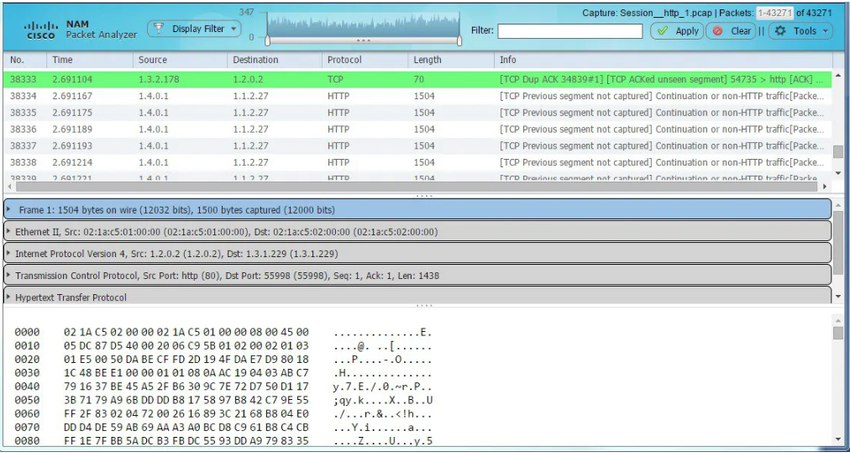 347
Capture: Session__http_1.pcap | Packets: 1-43271 of 43271
CISCO
NAM
Packet Analyzer
Display Filter
0
Filter:
Apply
Clear
||
Tools
No. Time Source Destination Protocol Length Info
38333 2.691104 1.3.2.178 1.2.0.2 TCP 70 [TCP Dup ACK 34839#1] [TCP ACKed unseen segment] 54735 > http [ACK] ...
38334 2.691167 1.4.0.1 1.1.2.27 HTTP 1504 [TCP Previous segment not captured] Continuation or non-HTTP traffic[Packe...
38335 2.691175 1.4.0.1 1.1.2.27 HTTP 1504 [TCP Previous segment not captured] Continuation or non-HTTP traffic[Packe...
38336 2.691189 1.4.0.1 1.1.2.27 HTTP 1504 [TCP Previous segment not captured] Continuation or non-HTTP traffic[Packe...
38337 2.691193 1.4.0.1 1.1.2.27 HTTP 1504 [TCP Previous segment not captured] Continuation or non-HTTP traffic[Packe...
38338 2.691214 1.4.0.1 1.1.2.27 HTTP 1504 [TCP Previous segment not captured] Continuation or non-HTTP traffic[Packe...
38339 2.691221 1.4.0.1 1.1.2.27 HTTP 1504 [TCP Previous segment not captured] Continuation or non-HTTP traffic[Packe...
Frame 1: 1504 bytes on wire (12032 bits), 1500 bytes captured (12000 bits)
Ethernet II, Src: 02:1a:c5:01:00:00 (02:1a:c5:01:00:00), Dst: 02:1a:c5:02:00:00 (02:1a:c5:02:00:00)
Internet Protocol Version 4, Src: 1.2.0.2 (1.2.0.2), Dst: 1.3.1.229 (1.3.1.229)
Transmission Control Protocol, Src Port: http (80), Dst Port: 55998 (55998), Seq: 1, Ack: 1, Len: 1438
Hypertext Transfer Protocol
0000 02 1A C5 02 00 00 02 1A C5 01 00 00 08 00 45 00 ..............E.
0010 05 DC 87 D5 40 00 20 06 C9 5B 01 02 00 02 01 03 ....@. ..[......
0020 01 E5 00 50 DA BE CF FD 2D 19 4F DA E7 D9 80 18 ...P....-.O.....
0030 1C 48 BE E1 00 00 01 01 08 0A AC 19 04 03 AB C7 .H..............
0040 79 16 37 BE 45 A5 2F B6 30 9C 7E 72 D7 50 D1 17 y.7.E./.0.~r.P..
0050 3B 71 79 A9 6B DD DD B8 17 58 97 B8 42 C7 9E 55 ;qy.k....X..B..U
0060 FF 2F 83 02 04 72 00 26 16 89 3C 21 68 B8 04 E0 ./...r.&..<!h...
0070 DD D4 DE 59 AB 69 AA A3 A0 BC D8 C9 61 B8 C4 CB ...Y.i......a...
0080 FF 1E 7F BB 5A DC B3 FB DC 55 93 DD A9 79 83 35 ....Z....U...y.5